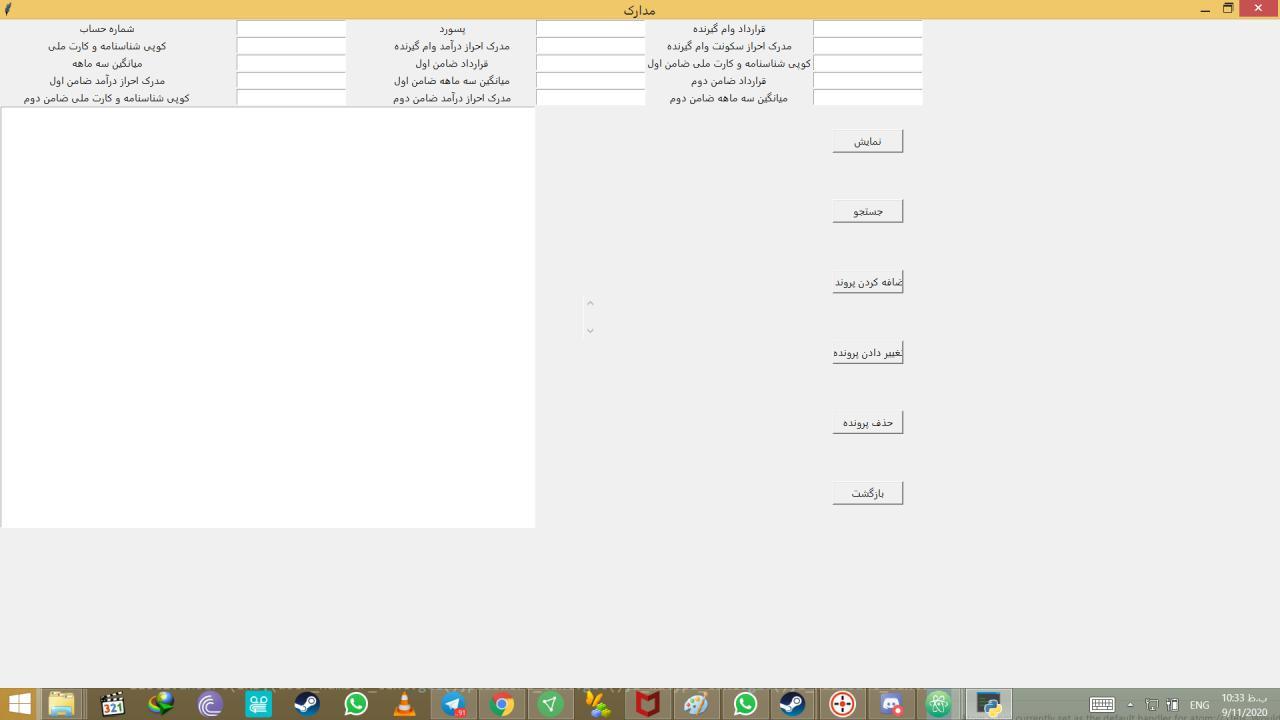 مدارک
قرارداد وام گیرنده
پسورد
شماره حساب
مدرک احراز سکونت وام گیرنده
مدرک احراز درآمد وام گیرنده
کوپی شناسنامه و کارت ملی
کوپی شناسنامه و کارت ملی ضامن اول
قرارداد ضامن اول
میانگین سه ماهه
قرارداد ضامن دوم
میانگین سه ماهه ضامن اول
مدرک احراز درآمد ضامن اول
میانگین سه ماهه ضامن دوم
مدرک احراز درآمد ضامن دوم
کوپی شناسنامه و کارت ملی ضامن دوم
نمایش
جستجو
ضافه کردن پروند
غییر دادن پرونده
حذف پرونده
بازگشت
321
.91
ENG
10:33 ب.ظ
9/11/2020